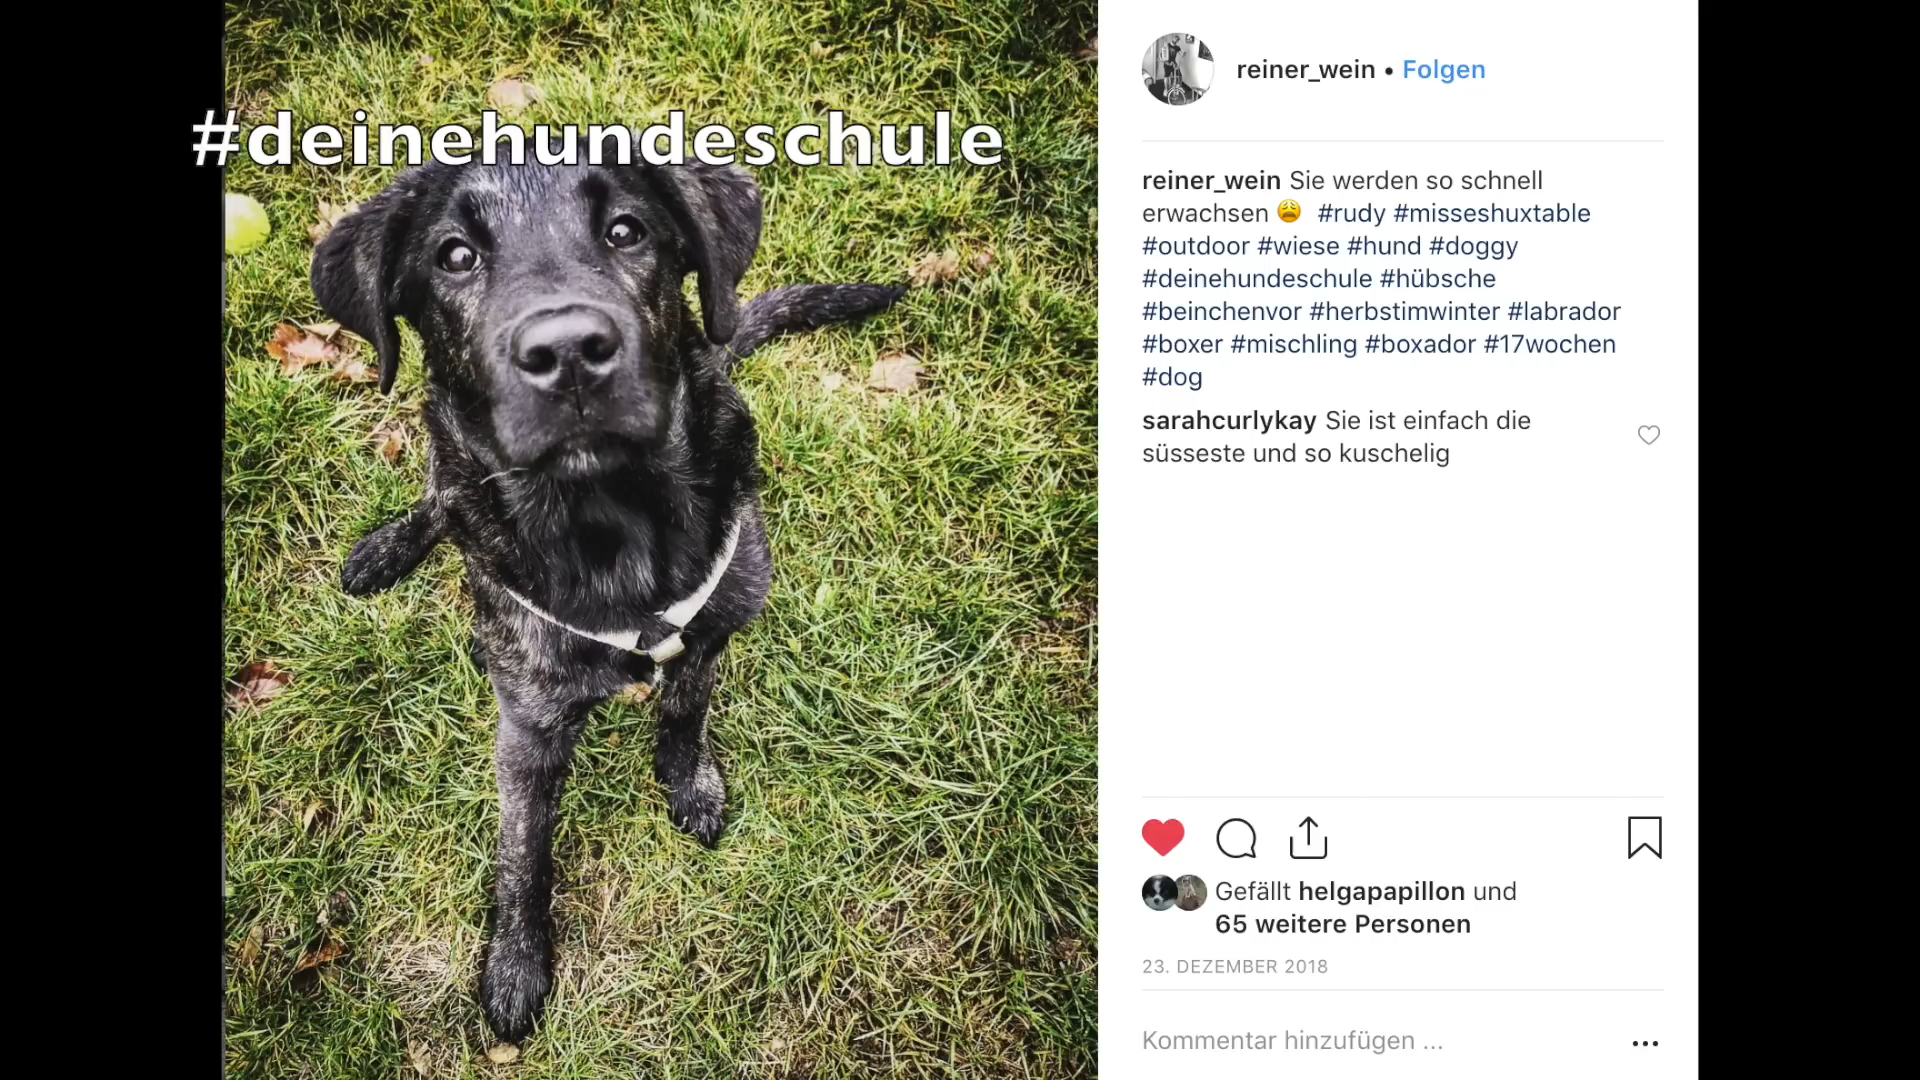 #deinehundeschule
reiner_wein • Folgen
reiner_wein Sie werden so schnell
erwachsen 😩 #rudy #misseshuxtable
#outdoor #wiese #hund #doggy
#deinehundeschule #hübsche
#beinchenvor #herbstimwinter #labrador
#boxer #mischling #boxador #17wochen
#dog
sarahcurlykay Sie ist einfach die
süsseste und so kuschelig
Gefällt helgapapillon und
65 weitere Personen
23. DEZEMBER 2018
Kommentar hinzufügen ...